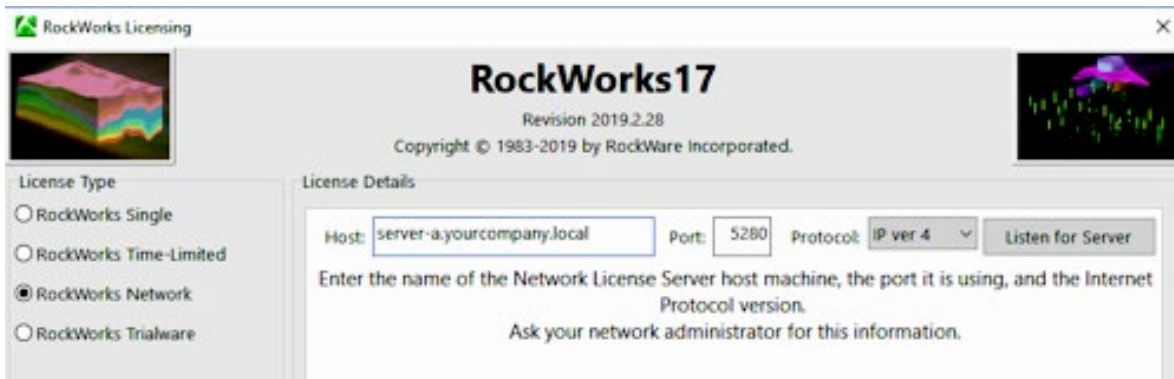 RockWorks Licensing
RockWorks17
Revision 2019.2.28
Copyright © 1983-2019 by RockWare Incorporated.
License Type
RockWorks Single
RockWorks Time-Limited
RockWorks Network
RockWorks Trialware
License Details
Host: server-a.yourcompany.local Port: 5280 Protocol: IP ver 4 Listen for Server
Enter the name of the Network License Server host machine, the port it is using, and the Internet
Protocol version.
Ask your network administrator for this information.